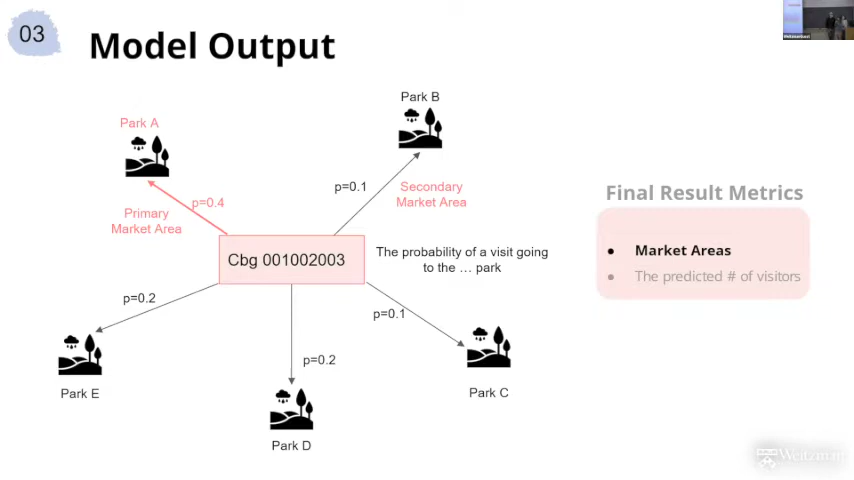 03
Model Output
Park B
Park A
p=0.1
Secondary
Market Area
p=0.4
Primary
Market Area
Final Result Metrics
Cbg 001002003
The probability of a visit going
to the … park
• Market Areas
• The predicted # of visitors
p=0.2
p=0.1
p=0.2
Park E
Park C
Park D
Weitzman